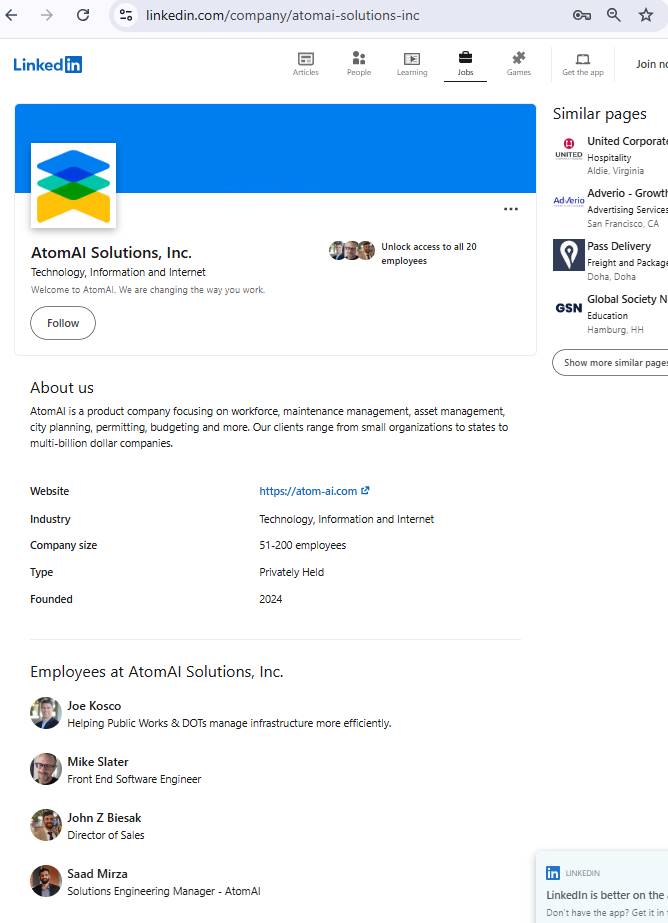 linkedin.com/company/atomai-solutions-inc
Linked in
Articles
People
Learning
Jobs
Games
Get the app
Join no
AtomAI Solutions, Inc.
Technology, Information and Internet
Welcome to AtomAI. We are changing the way you work.
Follow
Unlock access to all 20
employees
Similar pages
UNITED
United Corporate
Hospitality
Aldie, Virginia
AdVerio
Adverio - Growth
Advertising Services
San Francisco, CA
Pass Delivery
Freight and Package
Doha, Doha
GSN
Global Society N
Education
Hamburg, HH
Show more similar pages
About us
AtomAI is a product company focusing on workforce, maintenance management, asset management,
city planning, permitting, budgeting and more. Our clients range from small organizations to states to
multi-billion dollar companies.
Website https://atom-ai.com
Industry Technology, Information and Internet
Company size 51-200 employees
Type Privately Held
Founded 2024
Employees at AtomAI Solutions, Inc.
Joe Kosco
Helping Public Works & DOTs manage infrastructure more efficiently.
Mike Slater
Front End Software Engineer
John Z Biesak
Director of Sales
Saad Mirza
Solutions Engineering Manager - AtomAI
in LINKEDIN
LinkedIn is better on the
Don't have the app? Get it in